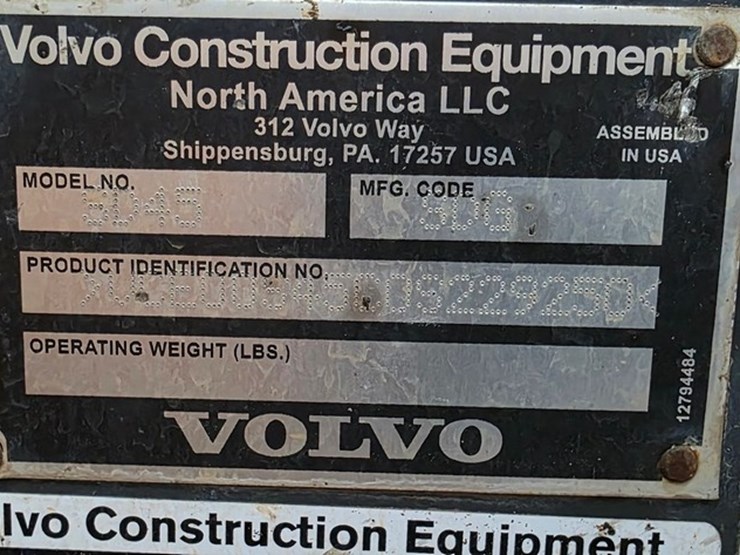 Volvo Construction Equipment
North America LLC
312 Volvo Way
Shippensburg, PA. 17257 USA
ASSEMBLED
IN USA
MODEL NO.
SD45
MFG. CODE
PRODUCT IDENTIFICATION NO.
OPERATING WEIGHT (LBS.)
12794484
VOLVO
lvo Construction Equipment